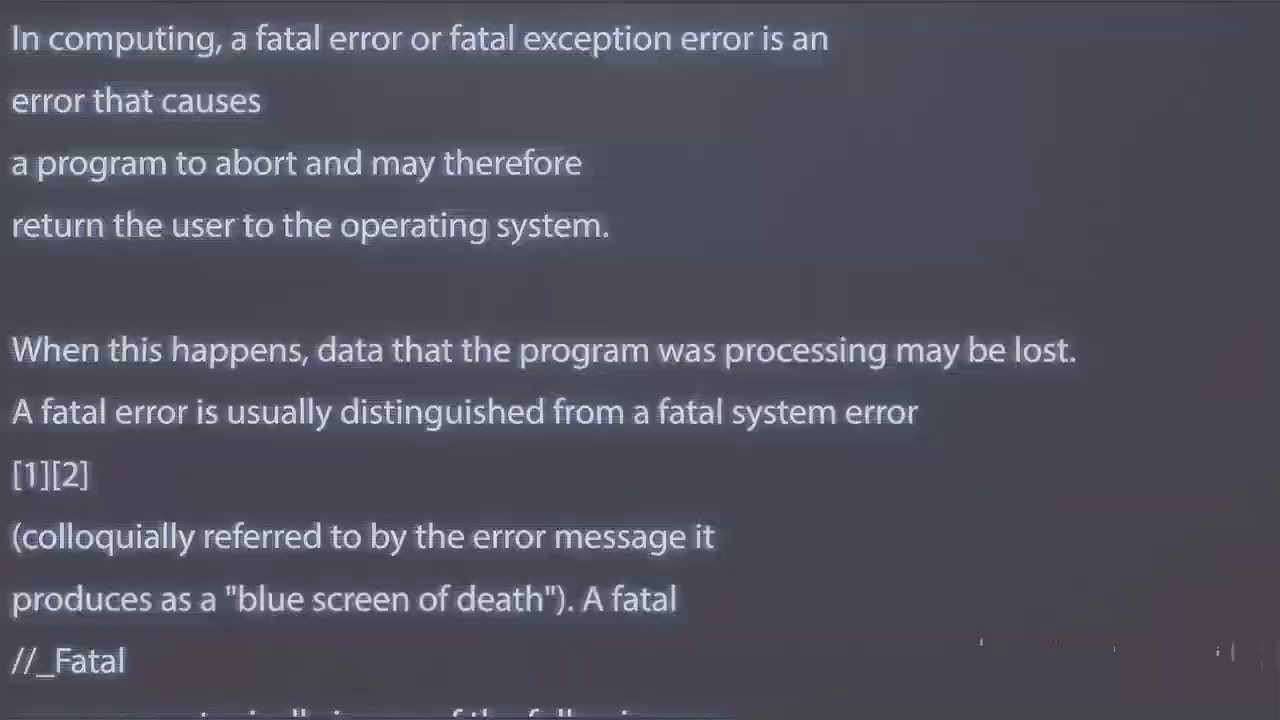 In computing, a fatal error or fatal exception error is an
error that causes
a program to abort and may therefore
return the user to the operating system.
When this happens, data that the program was processing may be lost.
A fatal error is usually distinguished from a fatal system error
[1][2]
(colloquially referred to by the error message it
produces as a "blue screen of death"). A fatal
//_Fatal